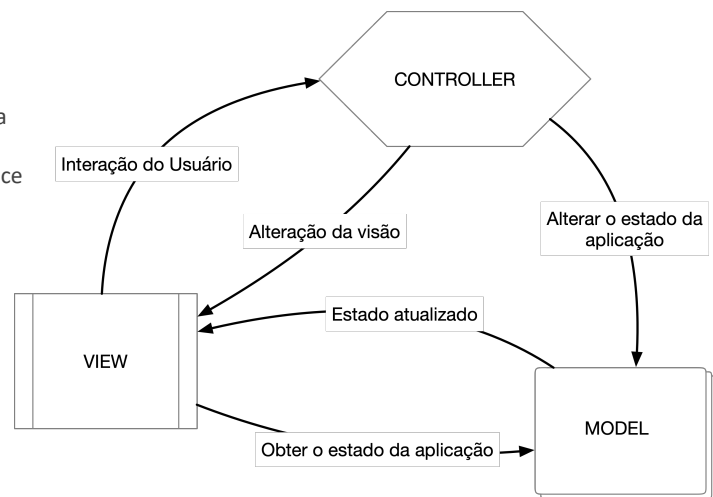 CONTROLLER
a
Interação do Usuário
ce
Alteração da visão
Alterar o estado da
aplicação
Estado atualizado
VIEW
MODEL
Obter o estado da aplicação